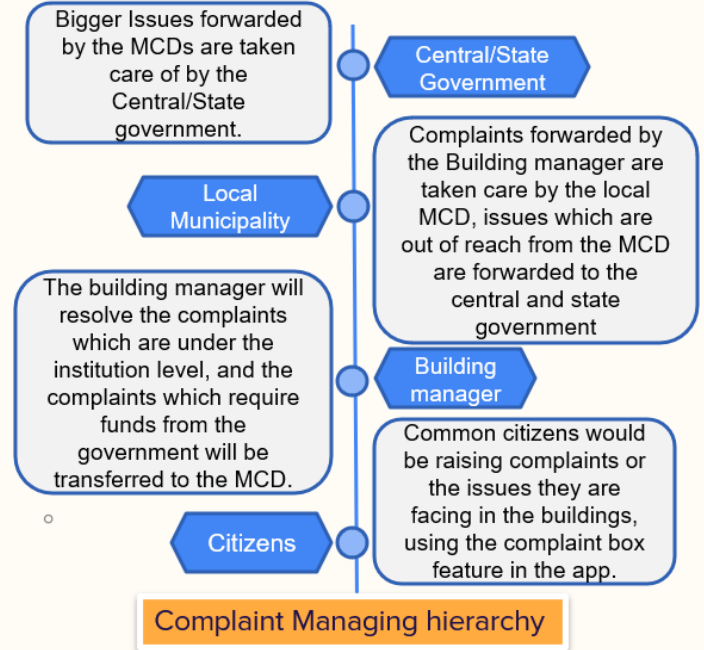 Bigger Issues forwarded
by the MCDs are taken
care of by the
Central/State
government.
Central/State
Government
Local
Municipality
Complaints forwarded by
the Building manager are
taken care by the local
MCD, issues which are
out of reach from the MCD
are forwarded to the
central and state
government
The building manager will
resolve the complaints
which are under the
institution level, and the
complaints which require
funds from the
government will be
transferred to the MCD.
Building
manager
Citizens
Common citizens would
be raising complaints or
the issues they are
facing in the buildings,
using the complaint box
feature in the app.
Complaint Managing hierarchy